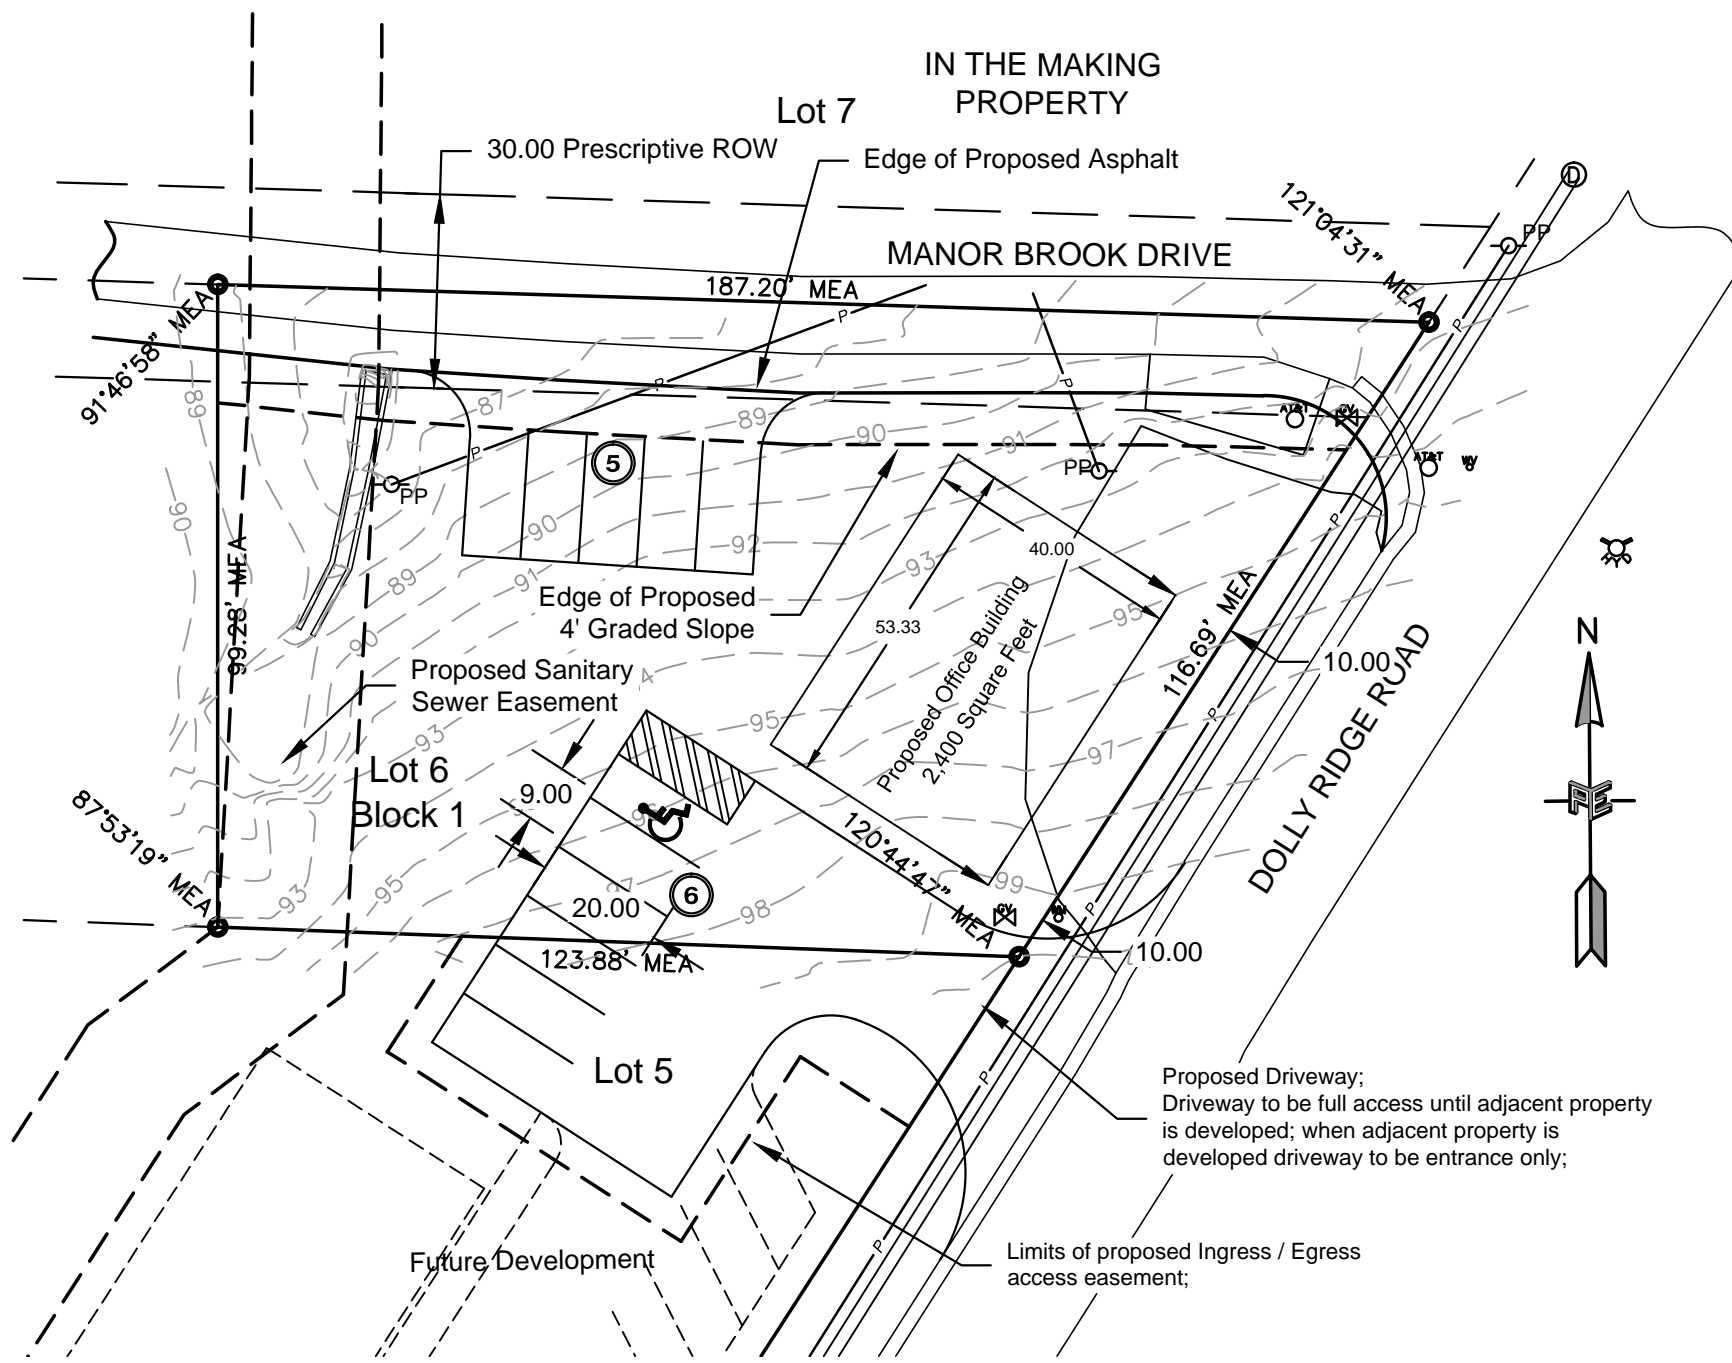 IN THE MAKING
PROPERTY
Lot 7
30.00 Prescriptive ROW
Edge of Proposed Asphalt
121°04'31" MEA
D
PP
MANOR BROOK DRIVE
187.20' MEA
91°46'58" MEA
P
P
P
P
P
89
87
89
90
91
AT&T
GV
AT&T
WV
5
PP
PP
90
90
92
93
91
89
40.00
HYD
Edge of Proposed
4' Graded Slope
53.33
Proposed Office Building
2,400 Square Feet
95
116.69' MEA
P
N
99.28' MEA
90
Proposed Sanitary
Sewer Easement
10.00
DOLLY RIDGE ROAD
93
95
P
97
Lot 6
Block 1
9.00
PE
87°53'19" MEA
120°44'47" MEA
93
95
97
6
20.00
98
99
GV
P
10.00
123.88' MEA
Lot 5
P
Proposed Driveway;
Driveway to be full access until adjacent property
is developed; when adjacent property is
developed driveway to be entrance only;
P
Future Development
Limits of proposed Ingress / Egress
access easement;